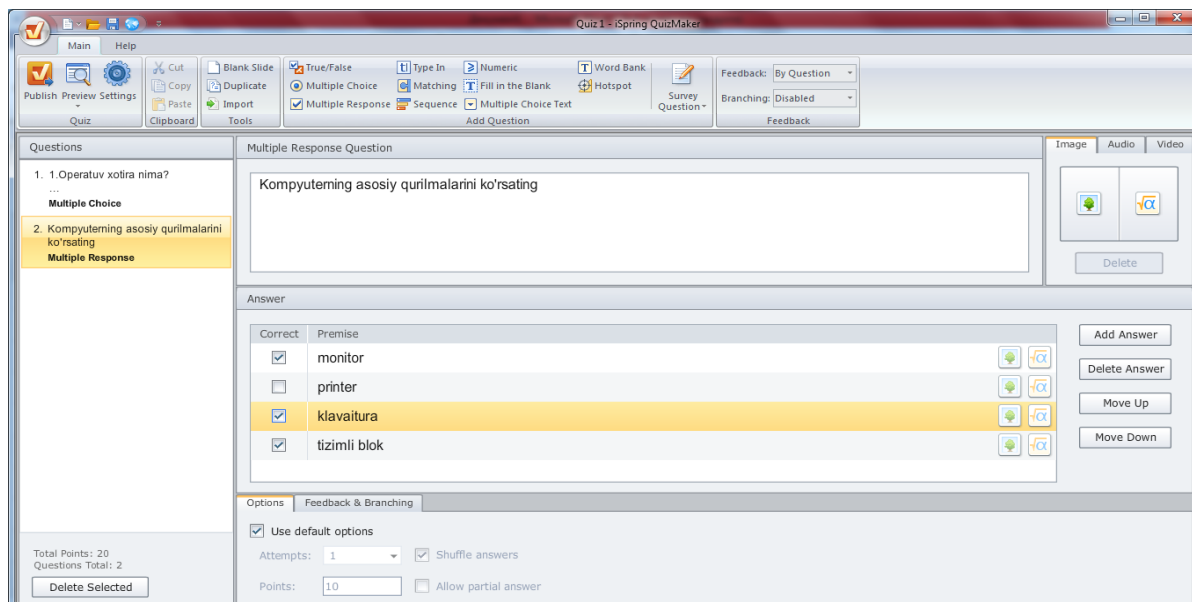 Quiz 1 - iSpring QuizMaker
Main Help
Cut Blank Slide True/False Type In Numeric Word Bank
Copy Duplicate Multiple Choice Matching Fill in the Blank Hotspot
Publish Preview Settings Paste Import Multiple Response Sequence Multiple Choice Text Survey Question
Feedback: By Question
Branching: Disabled
Quiz Clipboard Tools Add Question Feedback
Questions
1. 1.Operatuv xotira nima?
...
Multiple Choice
2. Kompyuterning asosiy qurilmalarini
ko'rsating
Multiple Response
Total Points: 20
Questions Total: 2
Delete Selected
Multiple Response Question
Kompyuterning asosiy qurilmalarini ko'rsating
Image Audio Video
√α
Delete
Answer
Correct Premise
monitor √α
printer √α
klavaitura √α
tizimli blok √α
Add Answer
Delete Answer
Move Up
Move Down
Options Feedback & Branching
Use default options
Attempts: 1 Shuffle answers
Points: 10 Allow partial answer